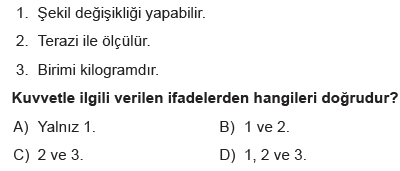 1. Şekil değişikliği yapabilir.
2. Terazi ile ölçülür.
3. Birimi kilogramdır.
Kuvvetle ilgili verilen ifadelerden hangileri doğrudur?
A) Yalnız 1. B) 1 ve 2.
C) 2 ve 3. D) 1, 2 ve 3.